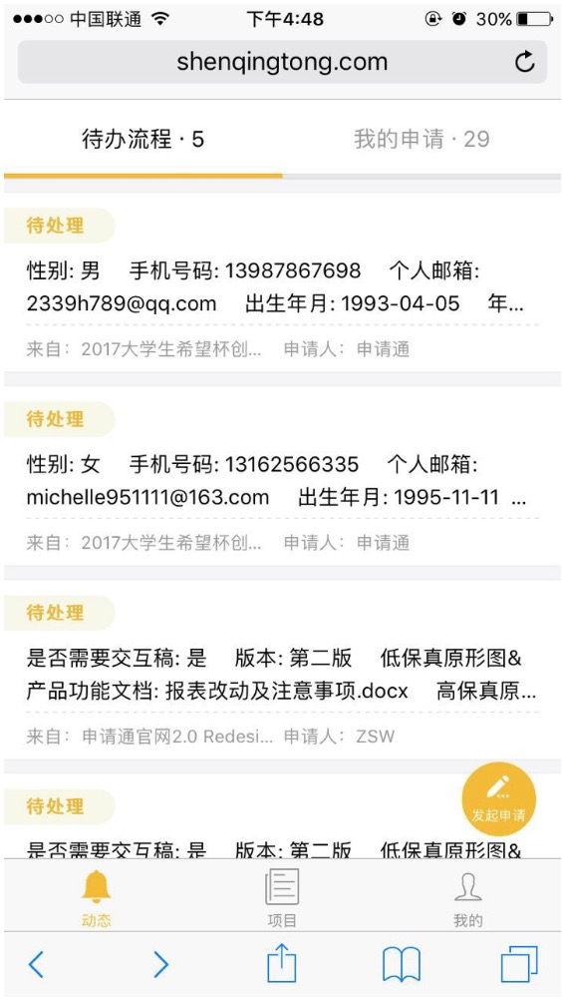 中国联通 下午4:48 30%
shenqingtong.com
待办流程 · 5 我的申请 · 29
待处理
性别: 男 手机号码: 13987867698 个人邮箱:
2339h789@qq.com 出生年月: 1993-04-05 年...
来自： 2017大学生希望杯创... 申请人： 申请通
待处理
性别: 女 手机号码: 13162566335 个人邮箱:
michelle951111@163.com 出生年月: 1995-11-11 ...
来自： 2017大学生希望杯创... 申请人： 申请通
待处理
是否需要交互稿: 是 版本: 第二版 低保真原形图&
产品功能文档: 报表改动及注意事项.docx 高保真原...
来自： 申请通官网2.0 Redesi... 申请人： ZSW
待处理
发起申请
是否需要交互稿: 是 版本: 第二版 低保真原形图&
动态 项目 我的